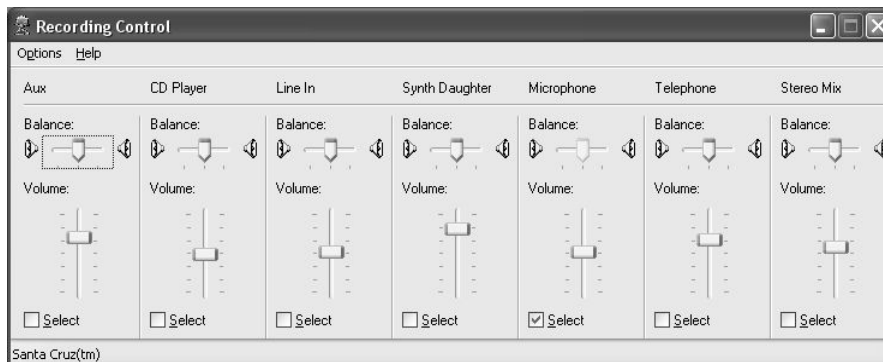 Recording Control
Options Help
Aux CD Player Line In Synth Daughter Microphone Telephone Stereo Mix
Balance: Balance: Balance: Balance: Balance: Balance: Balance:
Volume: Volume: Volume: Volume: Volume: Volume: Volume:
Select Select Select Select Select Select Select
Santa Cruz(tm)